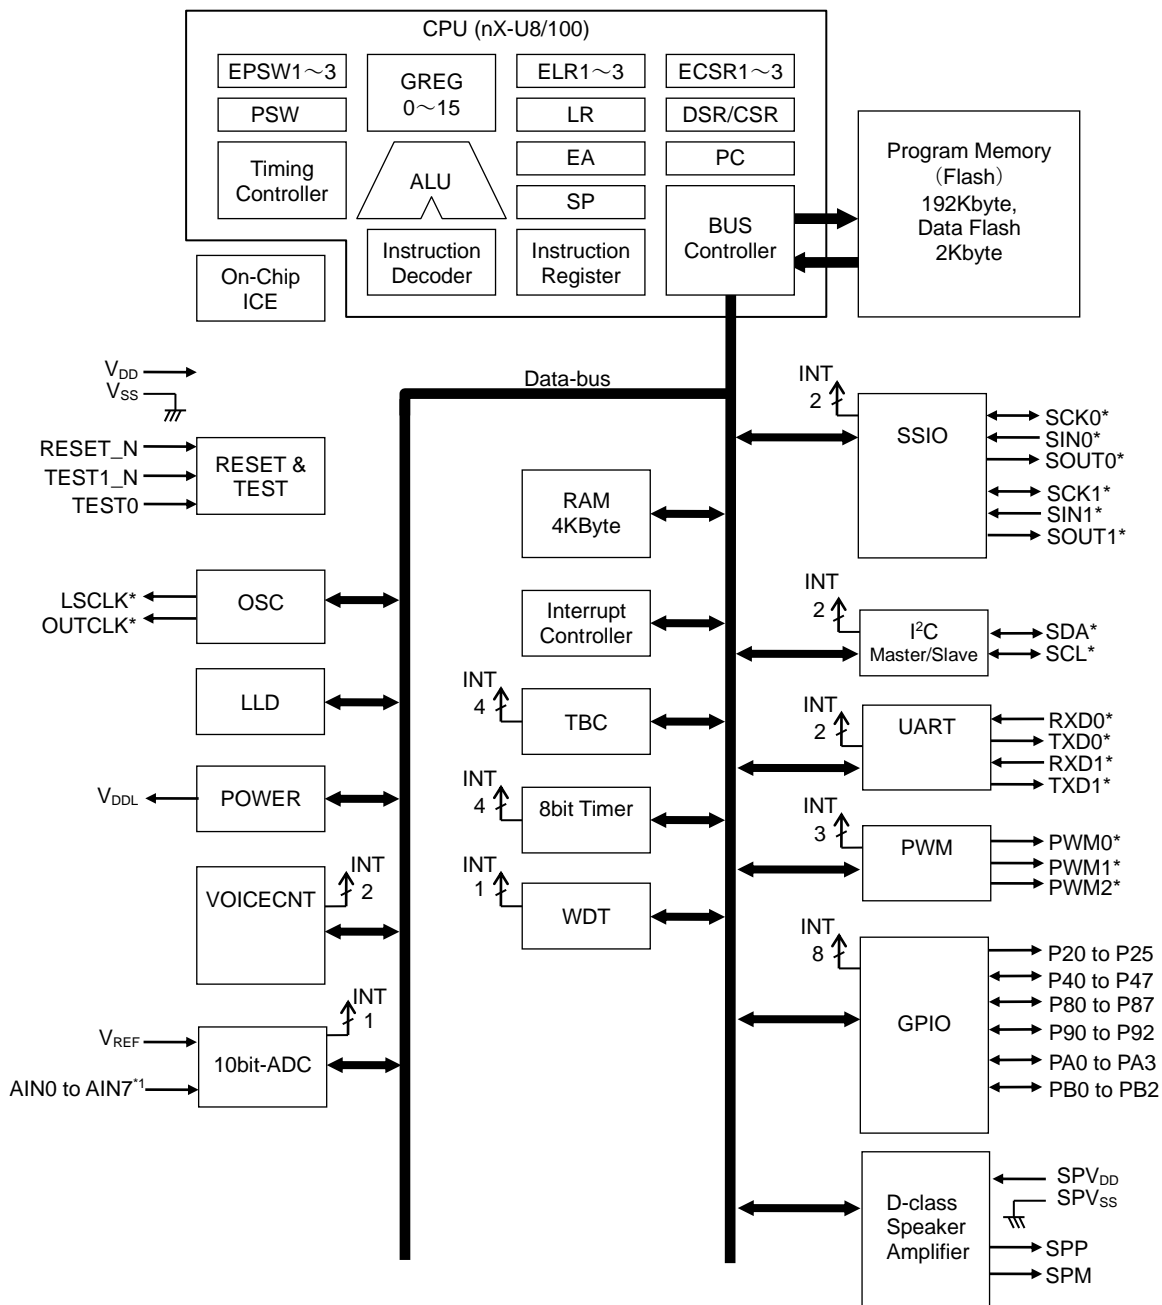 CPU (nX-U8/100)
EPSW1～3
GREG
0～15
ELR1～3
ECSR1～3
PSW
LR
DSR/CSR
Timing
Controller
ALU
EA
PC
SP
BUS
Controller
Instruction
Decoder
Instruction
Register
Program Memory
（Flash）
192Kbyte,
Data Flash
2Kbyte
On-Chip
ICE
VDD
VSS
Data-bus
RESET_N
TEST1_N
TEST0
RESET &
TEST
LSCLK*
OUTCLK*
OSC
LLD
VDDL
POWER
VOICECNT
INT
2
VREF
AIN0 to AIN7*1
10bit-ADC
INT
1
RAM
4KByte
Interrupt
Controller
INT
4
TBC
INT
4
8bit Timer
INT
1
WDT
INT
2
SSIO
SCK0*
SIN0*
SOUT0*
SCK1*
SIN1*
SOUT1*
INT
2
I2C
Master/Slave
SDA*
SCL*
INT
2
UART
RXD0*
TXD0*
RXD1*
TXD1*
INT
3
PWM
PWM0*
PWM1*
PWM2*
INT
8
GPIO
P20 to P25
P40 to P47
P80 to P87
P90 to P92
PA0 to PA3
PB0 to PB2
D-class
Speaker
Amplifier
SPVDD
SPVSS
SPP
SPM